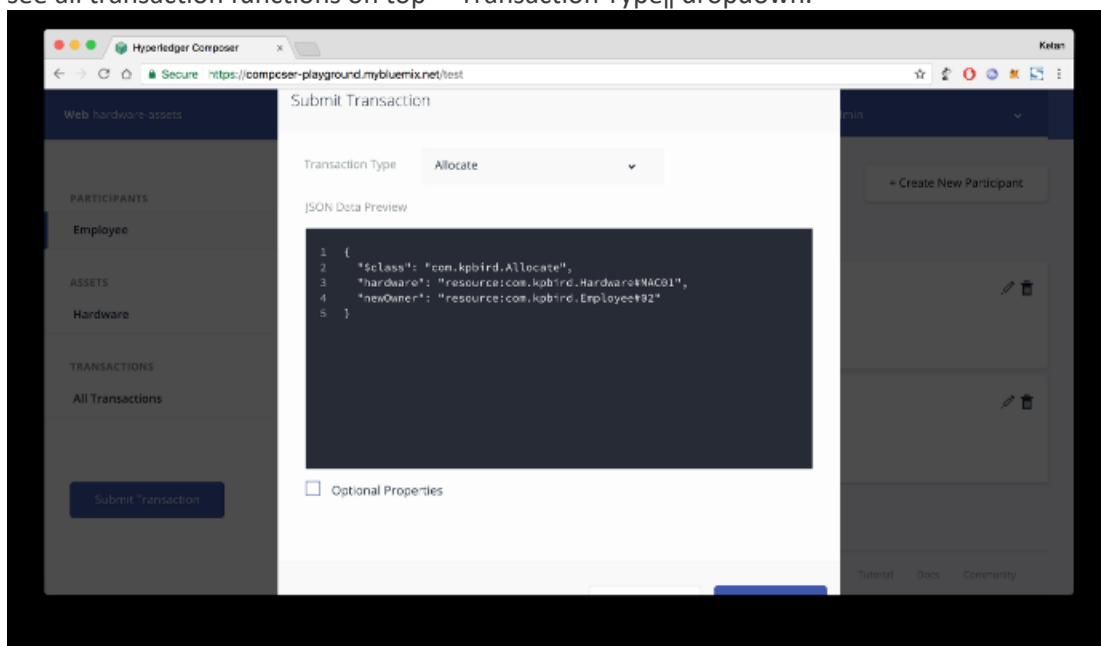 see all transaction functions on top ― Transaction Type‖ dropdown.
Hyperledger Composer
Ketan
Secure https://composer-playground.mybluemix.net/test
Web hardware-assets
Submit Transaction
min
Transaction Type Allocate
+ Create New Participant
PARTICIPANTS
JSON Data Preview
Employee
1 {
2 "$class": "com.kpbird.Allocate",
3 "hardware": "resource:com.kpbird.Hardware#MAC01",
4 "newOwner": "resource:com.kpbird.Employee#02"
5 }
ASSETS
Hardware
TRANSACTIONS
All Transactions
Optional Properties
Submit Transaction
Tutorial Docs Community